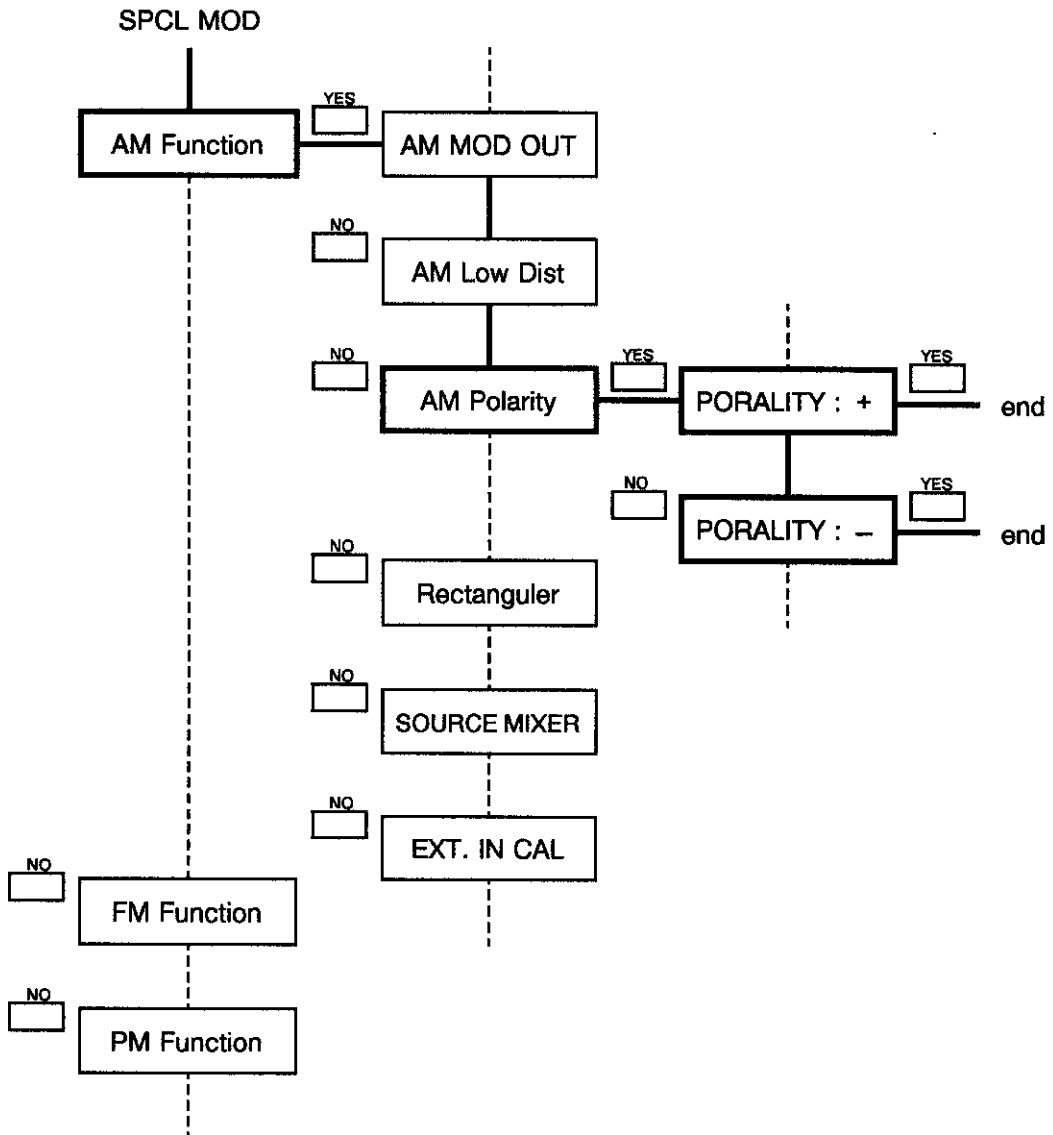 SPCL MOD
AM Function
YES
AM MOD OUT
NO
AM Low Dist
NO
AM Polarity
YES
PORALITY : +
YES
end
NO
PORALITY : –
YES
end
NO
Rectanguler
NO
SOURCE MIXER
NO
EXT. IN CAL
NO
FM Function
NO
PM Function